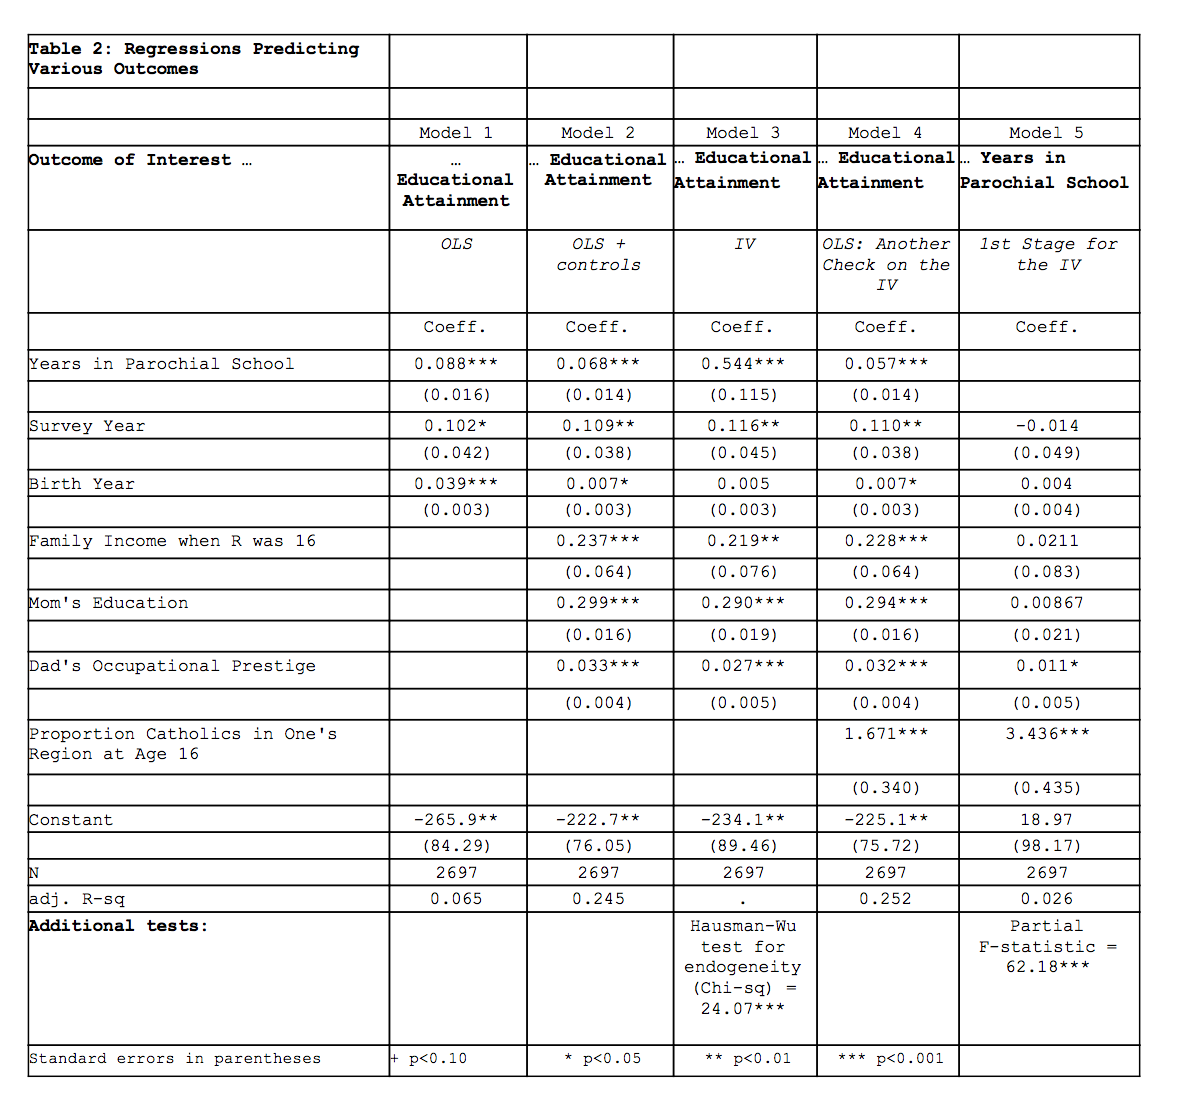 Table 2: Regressions Predicting
Various Outcomes
Model 1 Model 2 Model 3 Model 4 Model 5
Outcome of Interest … … Educational Attainment … Educational Attainment … Educational Attainment … Educational Attainment … Years in Parochial School
OLS OLS + controls IV OLS: Another Check on the IV 1st Stage for the IV
Coeff. Coeff. Coeff. Coeff. Coeff.
Years in Parochial School 0.088*** 0.068*** 0.544*** 0.057***
(0.016) (0.014) (0.115) (0.014)
Survey Year 0.102* 0.109** 0.116** 0.110** -0.014
(0.042) (0.038) (0.045) (0.038) (0.049)
Birth Year 0.039*** 0.007* 0.005 0.007* 0.004
(0.003) (0.003) (0.003) (0.003) (0.004)
Family Income when R was 16 0.237*** 0.219** 0.228*** 0.0211
(0.064) (0.076) (0.064) (0.083)
Mom's Education 0.299*** 0.290*** 0.294*** 0.00867
(0.016) (0.019) (0.016) (0.021)
Dad's Occupational Prestige 0.033*** 0.027*** 0.032*** 0.011*
(0.004) (0.005) (0.004) (0.005)
Proportion Catholics in One's Region at Age 16 1.671*** 3.436***
(0.340) (0.435)
Constant -265.9** -222.7** -234.1** -225.1** 18.97
(84.29) (76.05) (89.46) (75.72) (98.17)
N 2697 2697 2697 2697 2697
adj. R-sq 0.065 0.245 . 0.252 0.026
Additional tests: Hausman-Wu test for endogeneity (Chi-sq) = 24.07*** Partial F-statistic = 62.18***
Standard errors in parentheses + p<0.10 * p<0.05 ** p<0.01 *** p<0.001